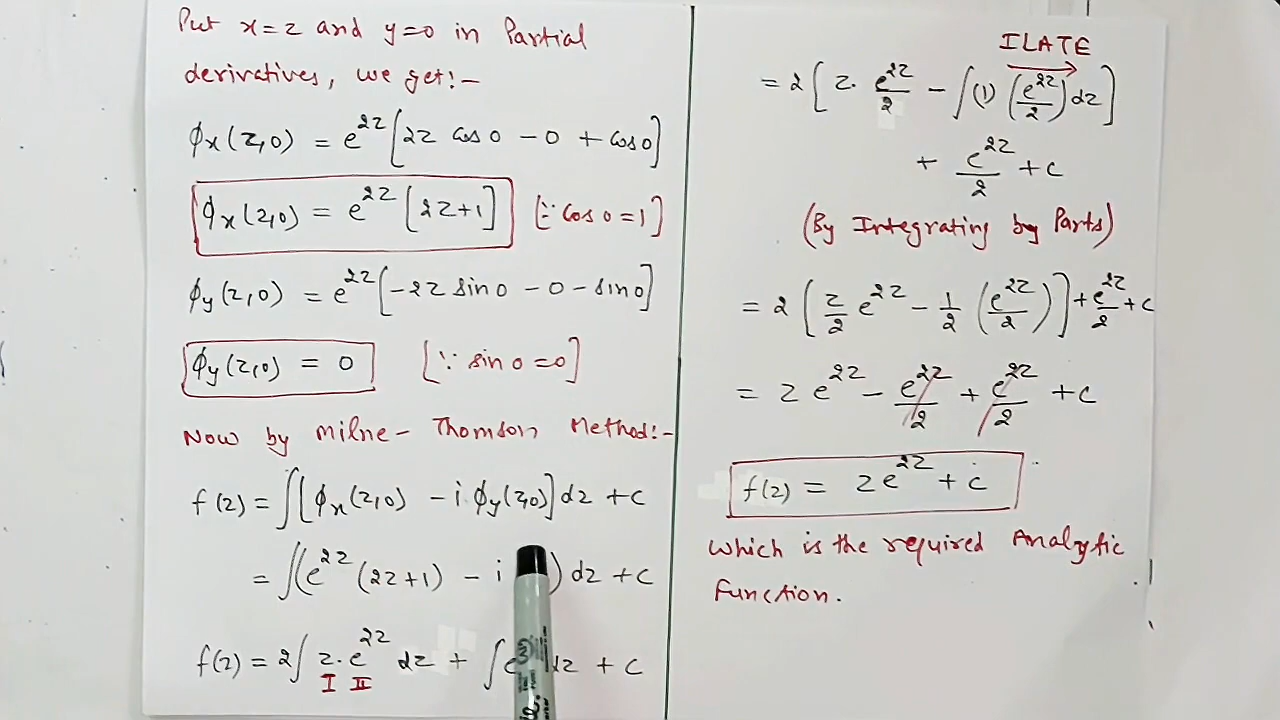 Put x=z and y=0 in Partial
derivatives, we get:-
ϕx(z,0) = e^2z [2z cos 0 - 0 + cos 0]
ϕx(z,0) = e^2z [2z+1] [∵ cos 0 = 1]
ϕy(z,0) = e^2z [-2z sin 0 - 0 - sin 0]
ϕy(z,0) = 0 [∵ sin 0 = 0]
Now by Milne-Thomson Method:-
f(z) = ∫[ϕx(z,0) - i ϕy(z,0)] dz + c
= ∫(e^2z (2z+1) - i ) dz + c
f(z) = 2∫ z. e^2z dz + ∫ e dz + c
I II
ILATE
= 2 [z. e^2z/2 - ∫(1) (e^2z/2) dz]
+ e^2z/2 + c
(By Integrating by Parts)
= 2 [z/2 e^2z - 1/2 (e^2z/2)] + e^2z/2 + c
= z e^2z - e^2z/2 + e^2z/2 + c
f(z) = z e^2z + c
Which is the required Analytic
Function.